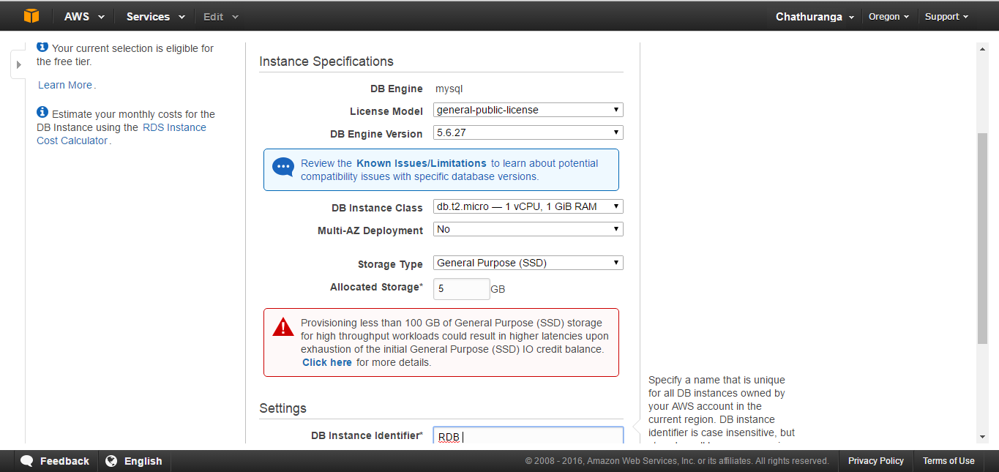 AWS Services Edit Chathuranga Oregon Support
Your current selection is eligible for
the free tier.
Learn More.
Estimate your monthly costs for the
DB Instance using the RDS Instance
Cost Calculator.
Instance Specifications
DB Engine mysql
License Model general-public-license
DB Engine Version 5.6.27
Review the Known Issues/Limitations to learn about potential
compatibility issues with specific database versions.
DB Instance Class db.t2.micro — 1 vCPU, 1 GiB RAM
Multi-AZ Deployment No
Storage Type General Purpose (SSD)
Allocated Storage* 5 GB
Provisioning less than 100 GB of General Purpose (SSD) storage
for high throughput workloads could result in higher latencies upon
exhaustion of the initial General Purpose (SSD) IO credit balance.
Click here for more details.
Settings
DB Instance Identifier* RDB
Specify a name that is unique
for all DB instances owned by
your AWS account in the
current region. DB instance
identifier is case insensitive, but
Feedback English © 2008 - 2016, Amazon Web Services, Inc. or its affiliates. All rights reserved. Privacy Policy Terms of Use